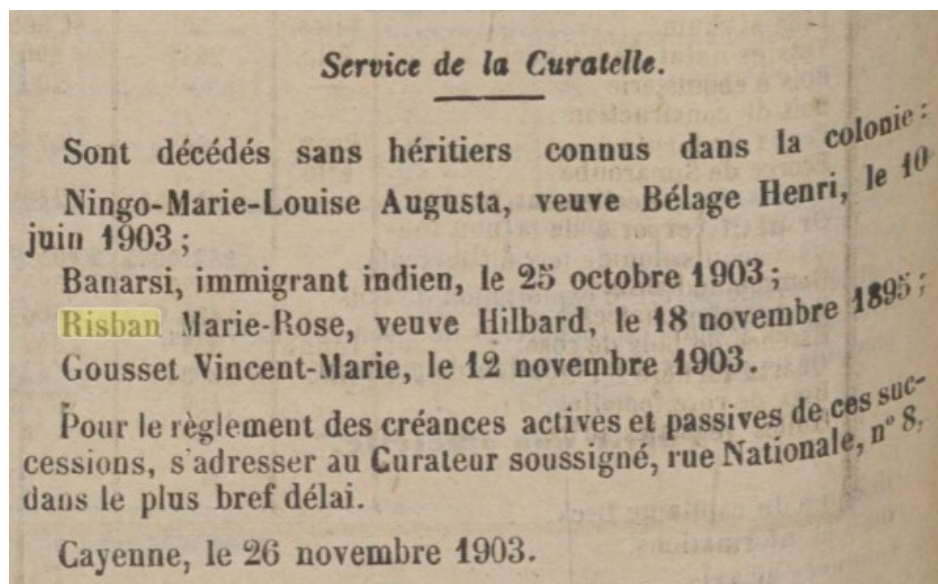 Service de la Curatelle.
Sont décédés sans héritiers connus dans la colonie :
Ningo-Marie-Louise Augusta, veuve Bélage Henri, le 10
juin 1903 ;
Banarsi, immigrant indien, le 25 octobre 1903 ;
Risban Marie-Rose, veuve Hilbard, le 18 novembre 1895 ;
Gousset Vincent-Marie, le 12 novembre 1903.
Pour le règlement des créances actives et passives de ces suc-
cessions, s'adresser au Curateur soussigné, rue Nationale, n° 8,
dans le plus bref délai.
Cayenne, le 26 novembre 1903.